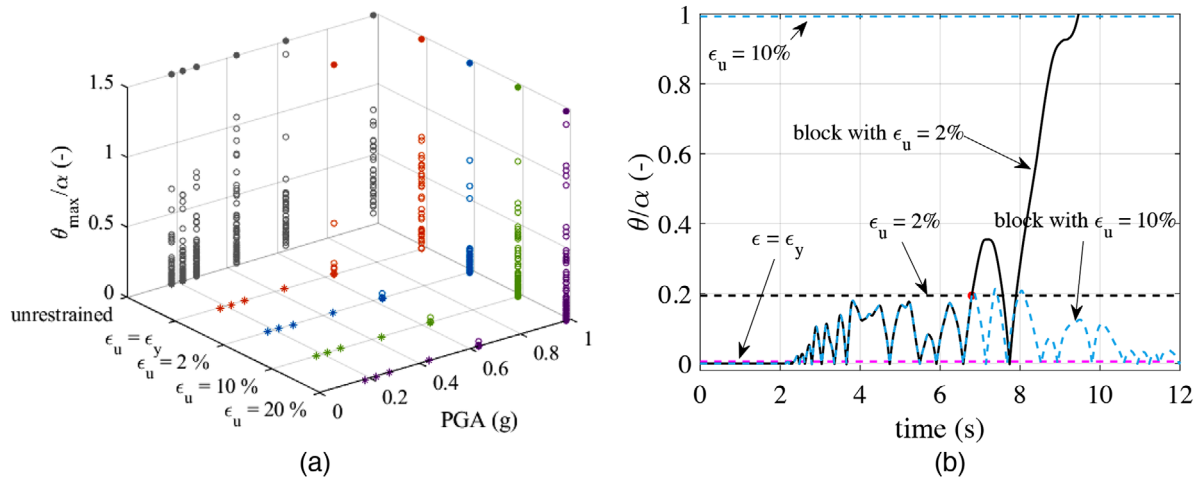 1.5
1
0.5
0
θmax/α (-)
unrestrained
ϵu = ϵy
ϵu = 2 %
ϵu = 10 %
ϵu = 20 %
0
0.2
0.4
0.6
0.8
1
PGA (g)
(a)
1
0.8
0.6
0.4
0.2
0
θ/α (-)
ϵu = 10%
block with ϵu = 2%
ϵu = 2%
block with ϵu = 10%
ϵ = ϵy
0 2 4 6 8 10 12
time (s)
(b)